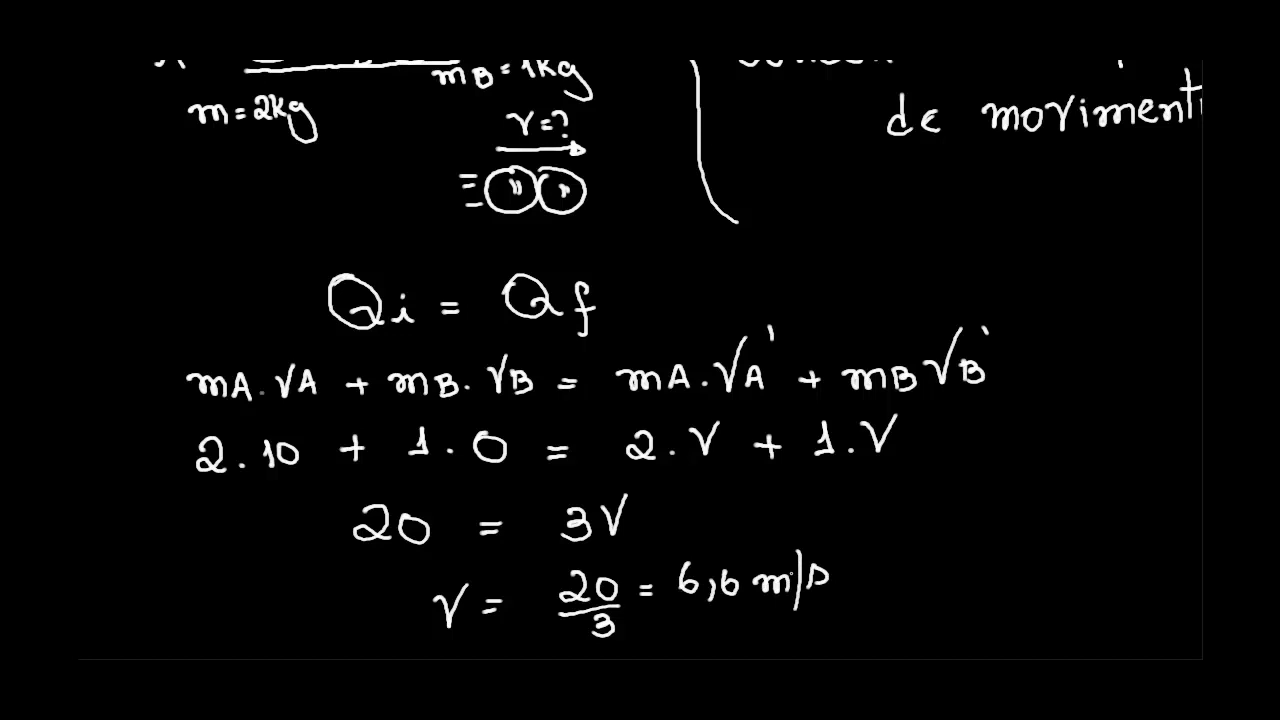 mB = 1kg
m = 2kg
de
V = ?
Qi = Qf
mA . VA + mB . VB = mA . VA' + mB VB'
2 . 10 + 1 . 0 = 2 . V + 1 . V
20 = 3V
V = 20/3 = 6,6 m/s